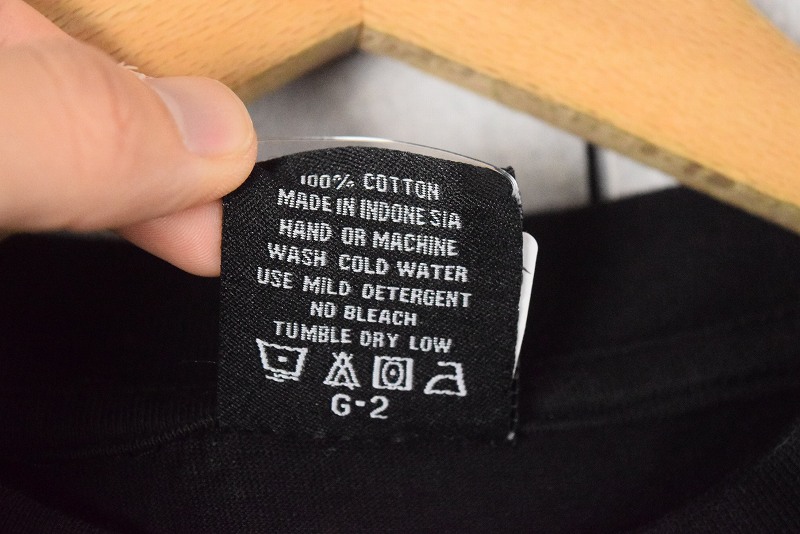 100% COTTON
MADE IN INDONESIA
HAND OR MACHINE
WASH COLD WATER
USE MILD DETERGENT
NO BLEACH
TUMBLE DRY LOW
G-2